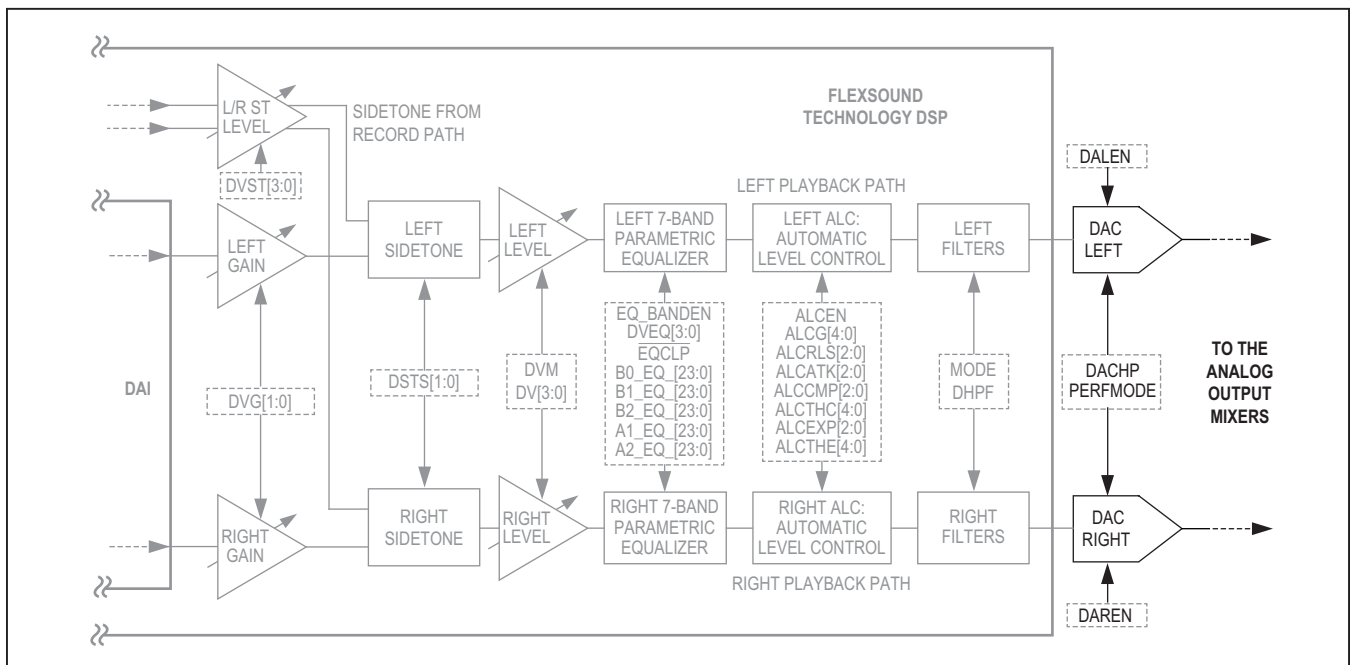 FLEXSOUND
TECHNOLOGY DSP
L/R ST
LEVEL
SIDETONE FROM
RECORD PATH
DVST[3:0]
DALEN
LEFT PLAYBACK PATH
DAI
LEFT
GAIN
LEFT
SIDETONE
LEFT
LEVEL
LEFT 7-BAND
PARAMETRIC
EQUALIZER
LEFT ALC:
AUTOMATIC
LEVEL CONTROL
LEFT
FILTERS
DAC
LEFT
DVG[1:0]
DSTS[1:0]
DVM
DV[3:0]
EQ_BANDEN
DVEQ[3:0]
EQCLP
B0_EQ_[23:0]
B1_EQ_[23:0]
B2_EQ_[23:0]
A1_EQ_[23:0]
A2_EQ_[23:0]
ALCEN
ALCG[4:0]
ALCRLS[2:0]
ALCATK[2:0]
ALCCMP[2:0]
ALCTHC[4:0]
ALCEXP[2:0]
ALCTHE[4:0]
MODE
DHPF
DACHP
PERFMODE
TO THE
ANALOG
OUTPUT
MIXERS
RIGHT
GAIN
RIGHT
SIDETONE
RIGHT
LEVEL
RIGHT 7-BAND
PARAMETRIC
EQUALIZER
RIGHT ALC:
AUTOMATIC
LEVEL CONTROL
RIGHT
FILTERS
DAC
RIGHT
RIGHT PLAYBACK PATH
DAREN